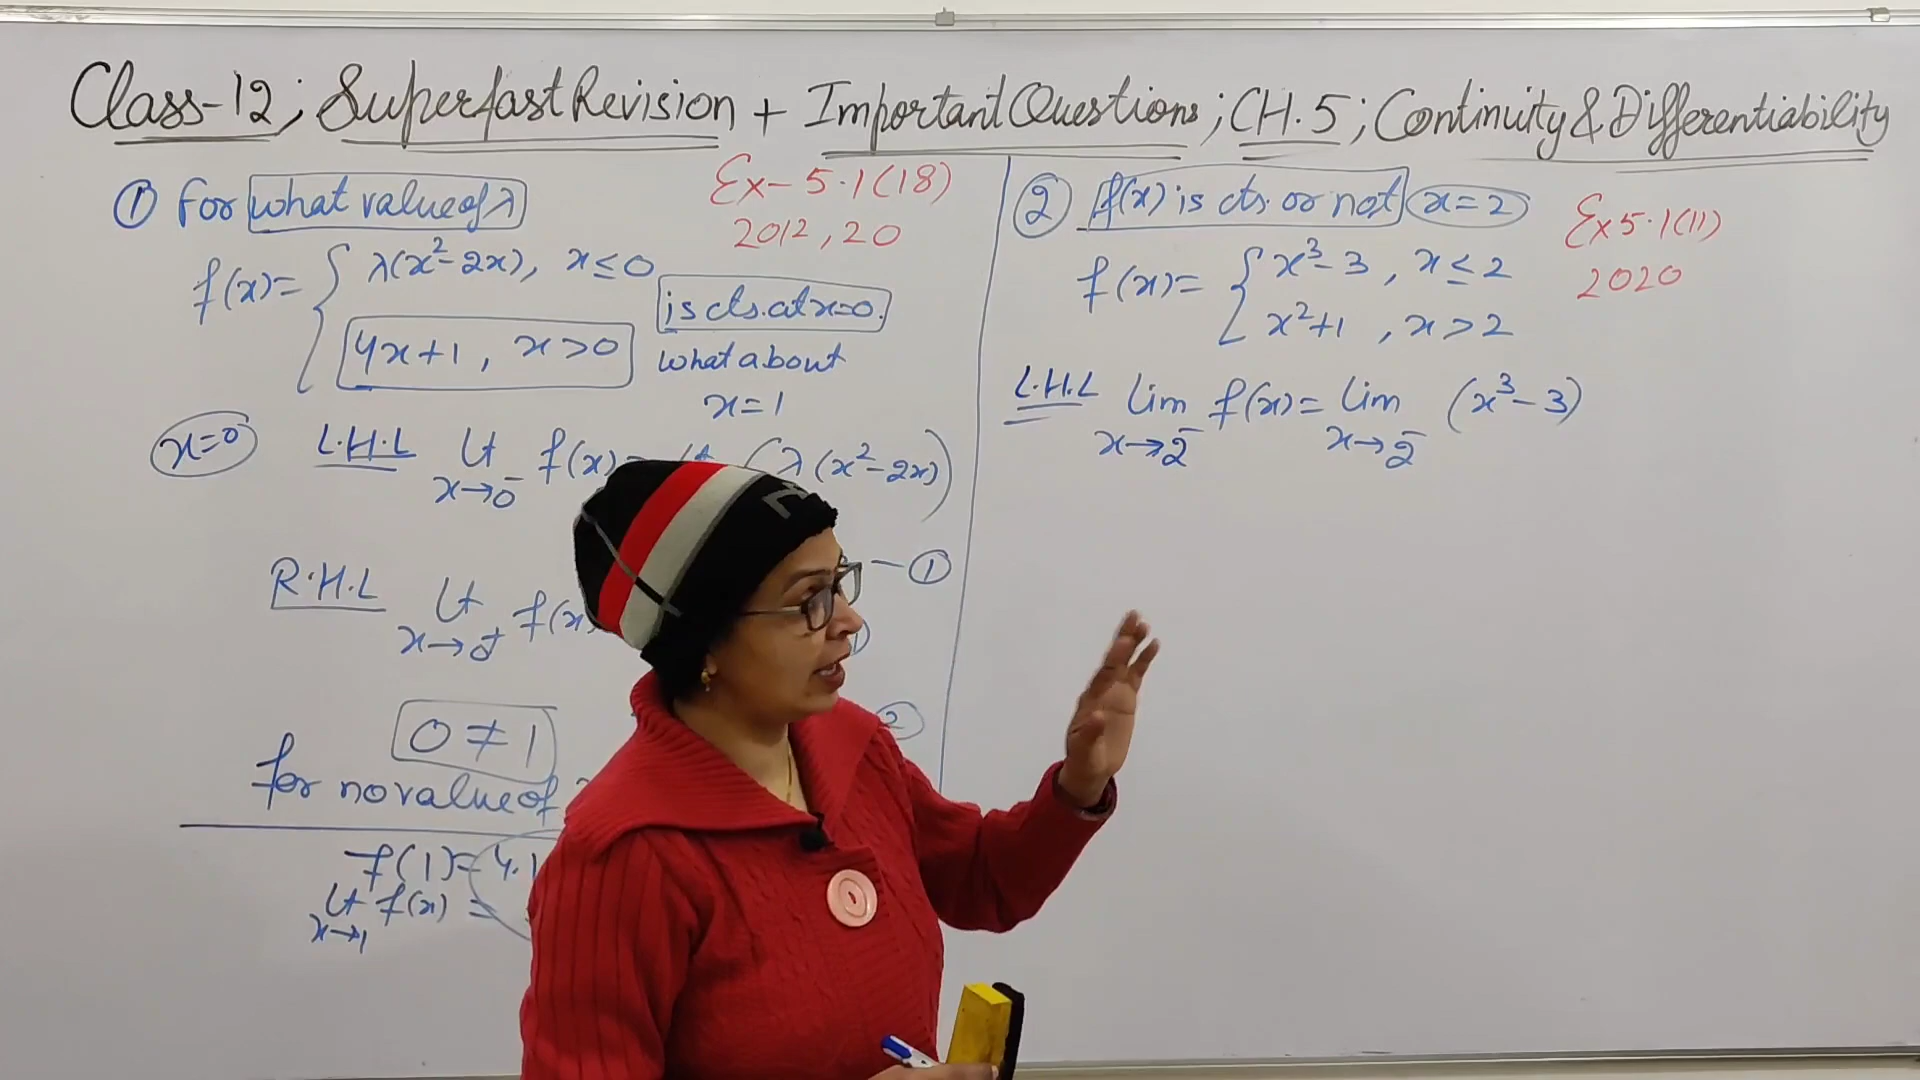 Class-12; Superfast Revision + Important Questions; CH.5; Continuity & Differentiability
① For what value of λ
Ex-5.1(18)
2012, 20
f(x)= { λ(x²-2x), x≤0
4x+1, x>0
is cts. at x=0.
what about
x=1
x=0
L.H.L lt x→0⁻ f(x)= lt (λ(x²-2x))
— ①
R.H.L lt x→0⁺ f(x)
2
0 ≠ 1
for no value of
f(1)= 4.1
lt x→1 f(x) =
② f(x) is cts. or not x=2
Ex 5.1(11)
2020
f(x)= { x³-3, x≤2
x²+1, x>2
L.H.L lim x→2⁻ f(x)= lim x→2⁻ (x³-3)